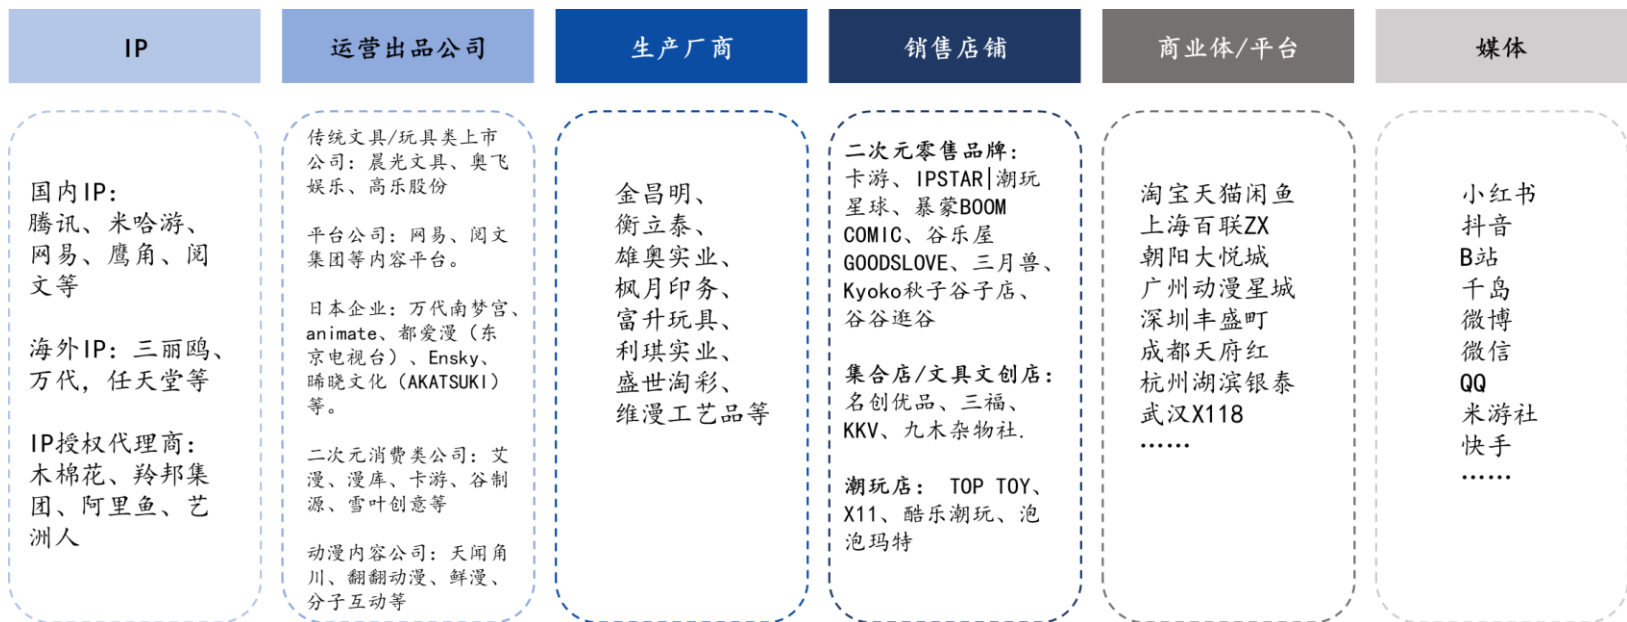 IP
国内IP：
腾讯、米哈游、
网易、鹰角、阅
文等
海外IP：三丽鸥、
万代，任天堂等
IP授权代理商：
木棉花、羚邦集
团、阿里鱼、艺
洲人
运营出品公司
传统文具/玩具类上市
公司：晨光文具、奥飞
娱乐、高乐股份
平台公司：网易、阅文
集团等内容平台。
日本企业：万代南梦宫、
animate、都爱漫（东
京电视台）、Ensky、
晞晓文化（AKATSUKI）
等。
二次元消费类公司：艾
漫、漫库、卡游、谷制
源、雪叶创意等
动漫内容公司：天闻角
川、翻翻动漫、鲜漫、
分子互动等
生产厂商
金昌明、
衡立泰、
雄奥实业、
枫月印务、
富升玩具、
利琪实业、
盛世淘彩、
维漫工艺品等
销售店铺
二次元零售品牌：
卡游、IPSTAR|潮玩
星球、暴蒙BOOM
COMIC、谷乐屋
GOODSLOVE、三月兽、
Kyoko秋子谷子店、
谷谷逛谷
集合店/文具文创店：
名创优品、三福、
KKV、九木杂物社.
潮玩店： TOP TOY、
X11、酷乐潮玩、泡
泡玛特
商业体/平台
淘宝天猫闲鱼
上海百联ZX
朝阳大悦城
广州动漫星城
深圳丰盛町
成都天府红
杭州湖滨银泰
武汉X118
......
媒体
小红书
抖音
B站
千岛
微博
微信
QQ
米游社
快手
......